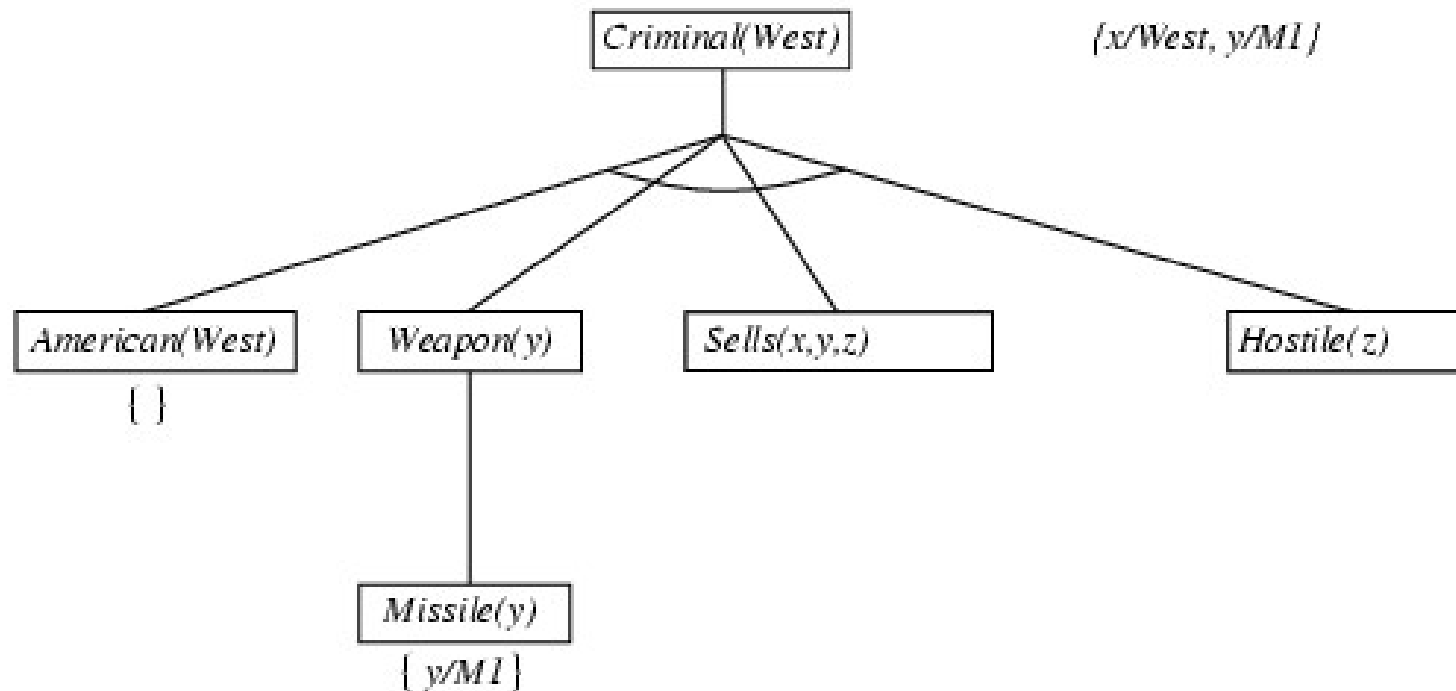 Criminal(West)
{x/West, y/M1}
American(West)
Weapon(y)
Sells(x,y,z)
Hostile(z)
{ }
Missile(y)
{ y/M1 }